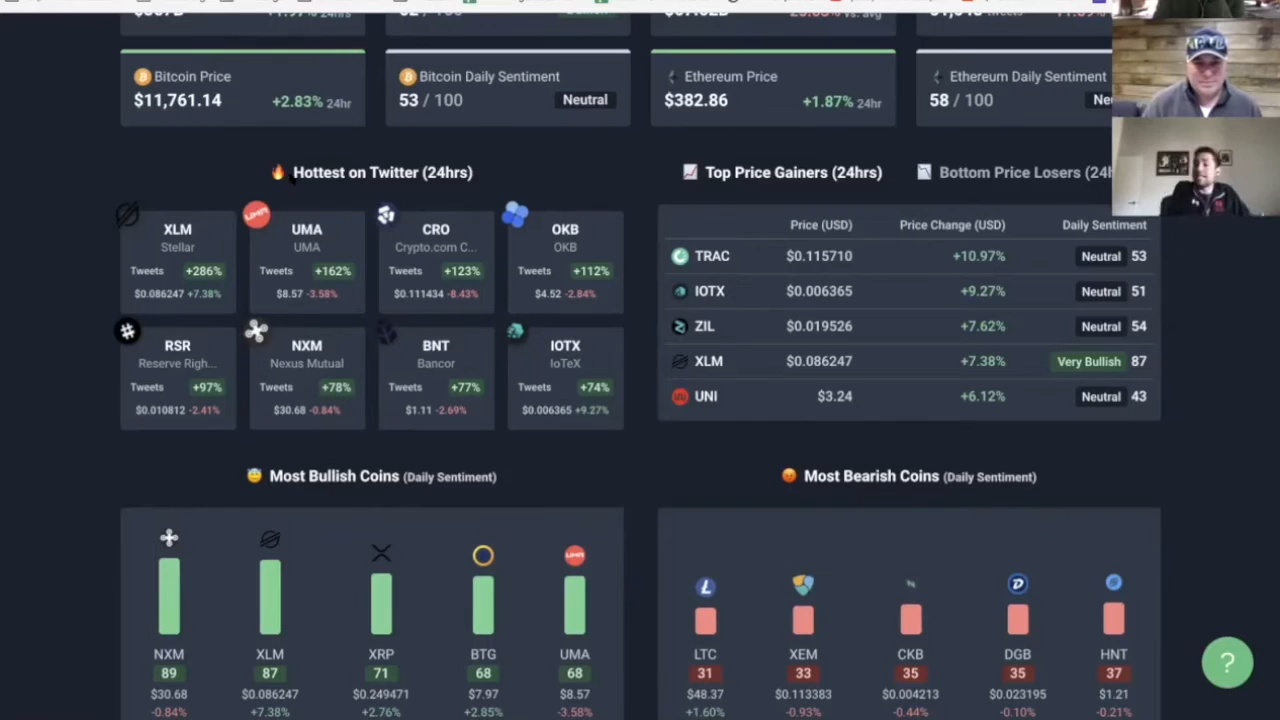 24hrs
vs. avg
Bitcoin Price
$11,761.14 +2.83% 24hr
Bitcoin Daily Sentiment
53 / 100 Neutral
Ethereum Price
$382.86 +1.87% 24hr
Ethereum Daily Sentiment
58 / 100
🔥 Hottest on Twitter (24hrs)
XLM
Stellar
Tweets +286%
$0.086247 +7.38%
UMA
UMA
UMA
Tweets +162%
$8.57 -3.58%
CRO
Crypto.com C...
Tweets +123%
$0.111434 -8.43%
OKB
OKB
Tweets +112%
$4.52 -2.84%
RSR
Reserve Righ...
Tweets +97%
$0.010812 -2.41%
NXM
Nexus Mutual
Tweets +78%
$30.68 -0.84%
BNT
Bancor
Tweets +77%
$1.11 -2.69%
IOTX
IoTeX
Tweets +74%
$0.006365 +9.27%
Top Price Gainers (24hrs)
Bottom Price Losers (24h
Price (USD) Price Change (USD) Daily Sentiment
TRAC $0.115710 +10.97% Neutral 53
IOTX $0.006365 +9.27% Neutral 51
ZIL $0.019526 +7.62% Neutral 54
XLM $0.086247 +7.38% Very Bullish 87
UNI $3.24 +6.12% Neutral 43
😇 Most Bullish Coins (Daily Sentiment)
UMA
NXM XLM XRP BTG UMA
89 87 71 68 68
$30.68 $0.086247 $0.249471 $7.97 $8.57
-0.84% +7.38% +2.76% +2.85% -3.58%
😡 Most Bearish Coins (Daily Sentiment)
LTC XEM CKB DGB HNT
31 33 35 35 37
$48.37 $0.113383 $0.004213 $0.023195 $1.21
+1.60% -0.93% -0.44% -0.10% -0.21%
?